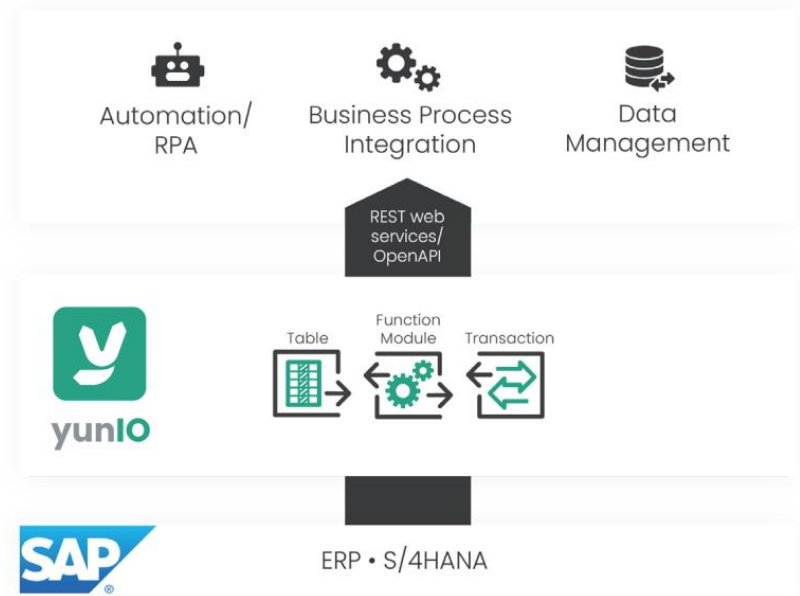 Automation/
RPA
Business Process
Integration
Data
Management
REST web
services/
OpenAPI
Table
Function
Module
Transaction
y
yunIO
SAP
®
ERP • S/4HANA